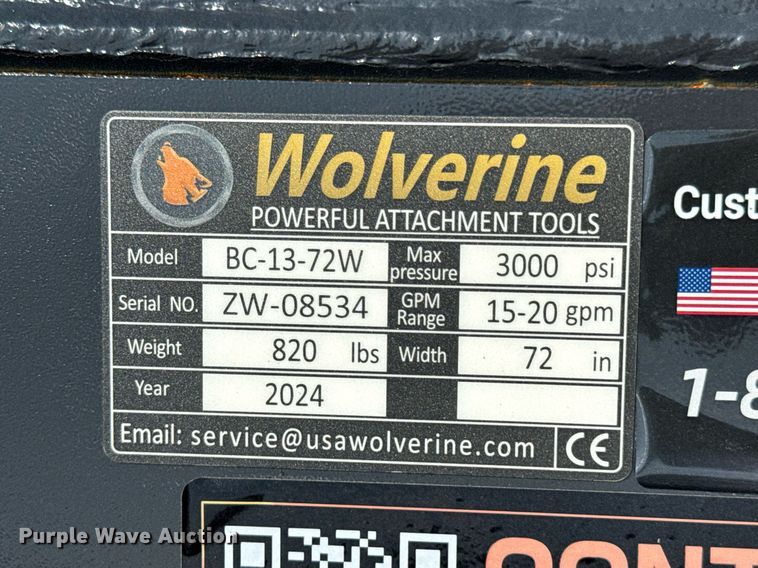 Wolverine
POWERFUL ATTACHMENT TOOLS
Model BC-13-72W Max pressure 3000 psi
Serial NO. ZW-08534 GPM Range 15-20 gpm
Weight 820 lbs Width 72 in
Year 2024
Email: service@usawolverine.com CE
Cust
1-8
CONT
Purple Wave Auction